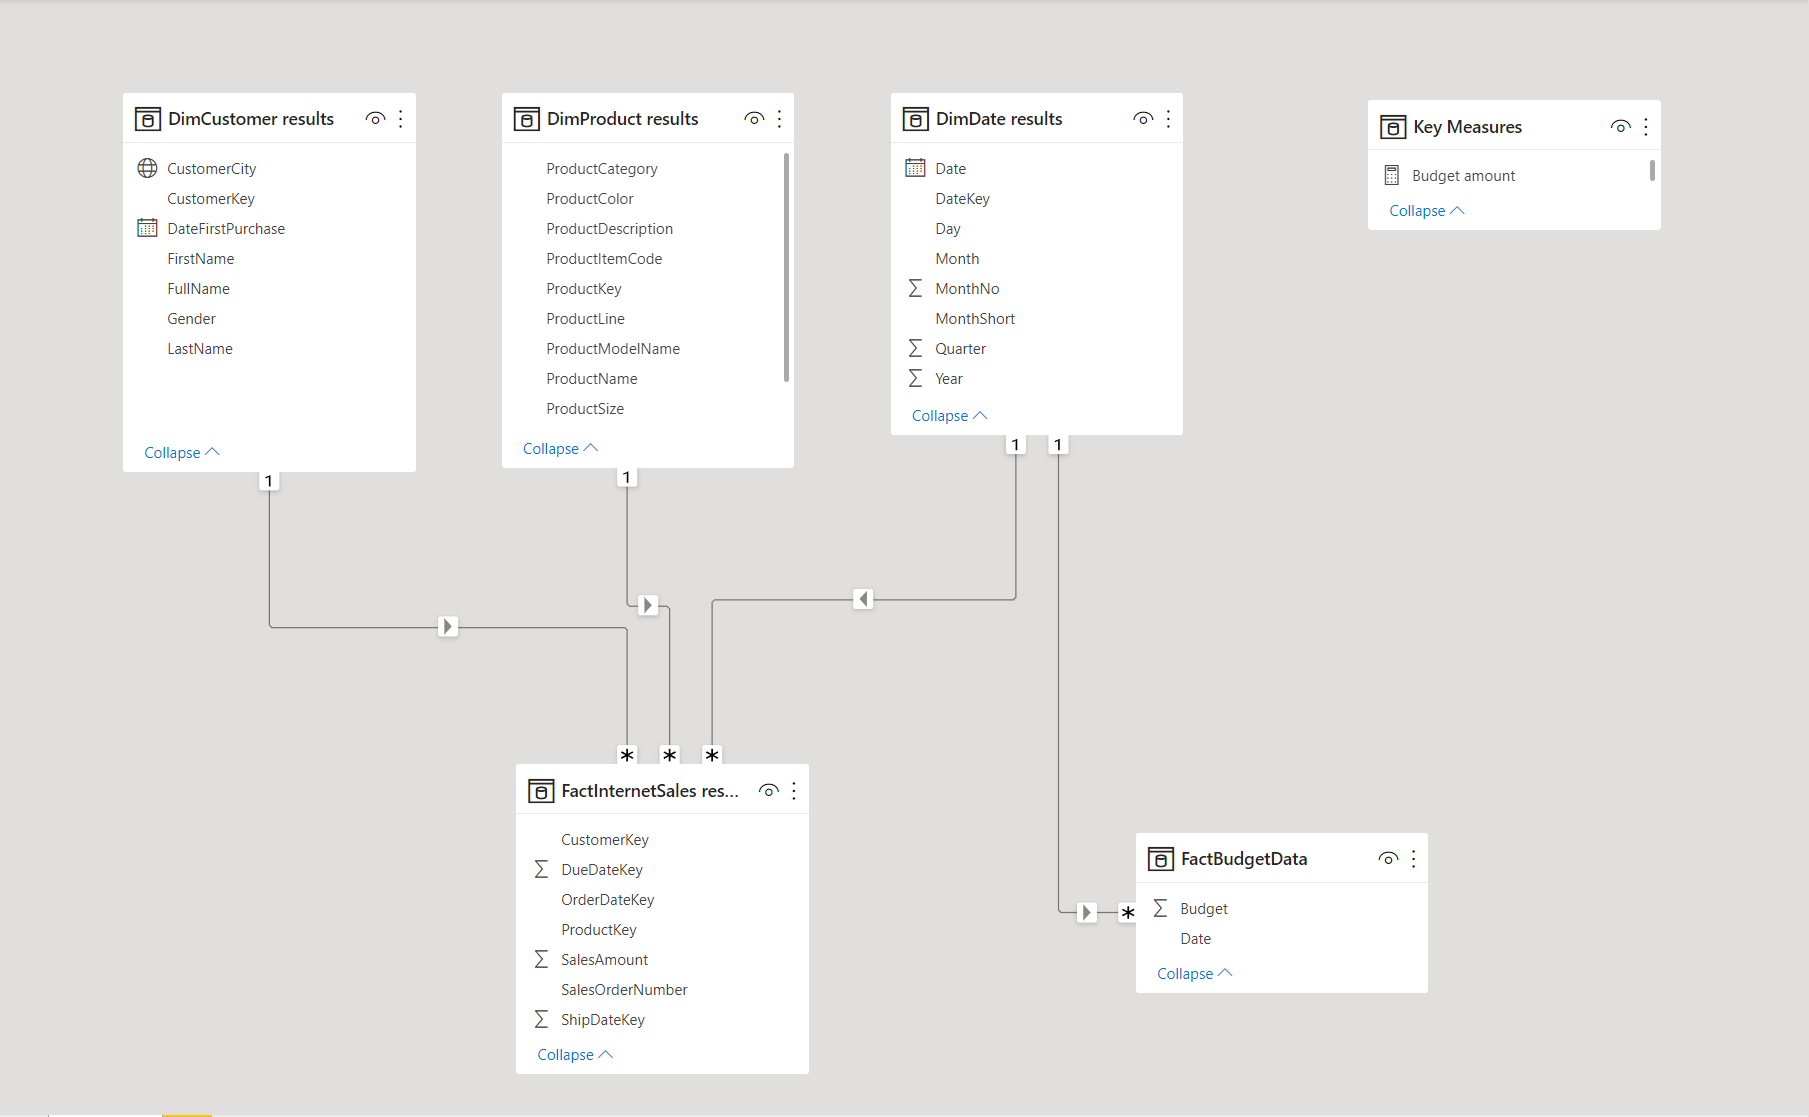 DimCustomer results
CustomerCity
CustomerKey
DateFirstPurchase
FirstName
FullName
Gender
LastName
Collapse
1
DimProduct results
ProductCategory
ProductColor
ProductDescription
ProductItemCode
ProductKey
ProductLine
ProductModelName
ProductName
ProductSize
Collapse
1
DimDate results
Date
DateKey
Day
Month
MonthNo
MonthShort
Quarter
Year
Collapse
1
1
Key Measures
Budget amount
Collapse
*
*
*
FactInternetSales res...
CustomerKey
DueDateKey
OrderDateKey
ProductKey
SalesAmount
SalesOrderNumber
ShipDateKey
Collapse
*
FactBudgetData
Budget
Date
Collapse